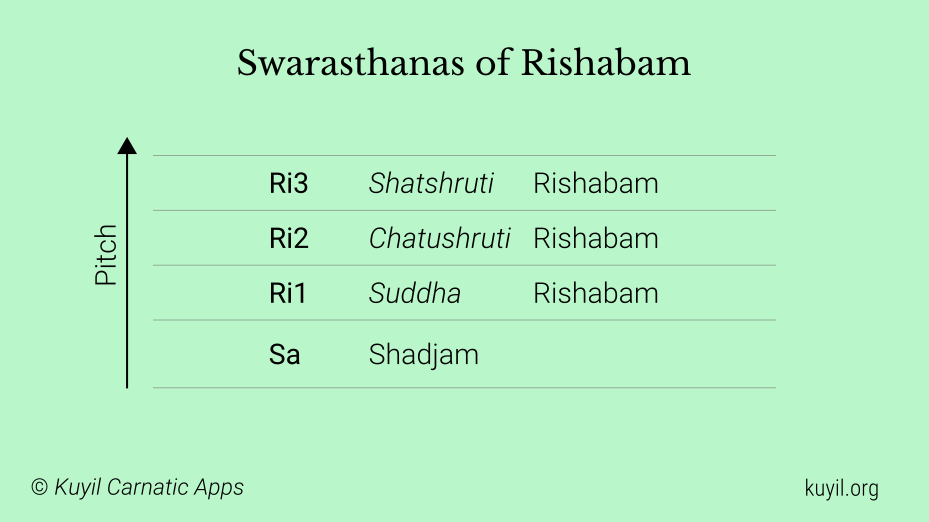 Swarasthanas of Rishabam
Pitch
Ri3 Shatshruti Rishabam
Ri2 Chatushruti Rishabam
Ri1 Suddha Rishabam
Sa Shadjam
© Kuyil Carnatic Apps
kuyil.org